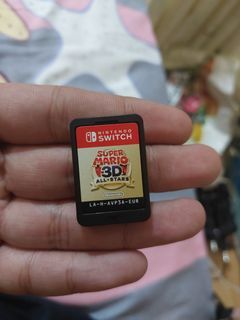 NINTENDO
SWITCH
SUPER
MARIO
3D
ALL-STARS
LA-H-AVP3A-EUR